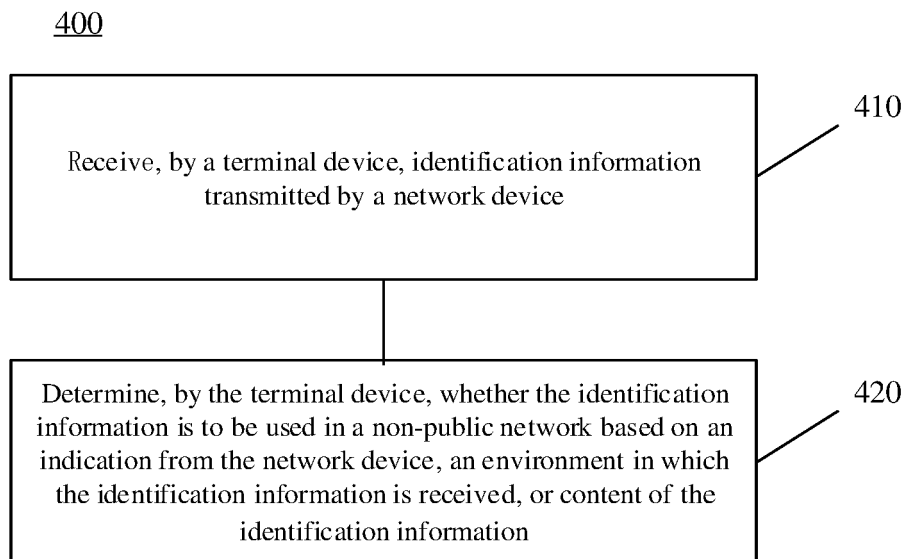 400
410
Receive, by a terminal device, identification information
transmitted by a network device
420
Determine, by the terminal device, whether the identification
information is to be used in a non-public network based on an
indication from the network device, an environment in which
the identification information is received, or content of the
identification information